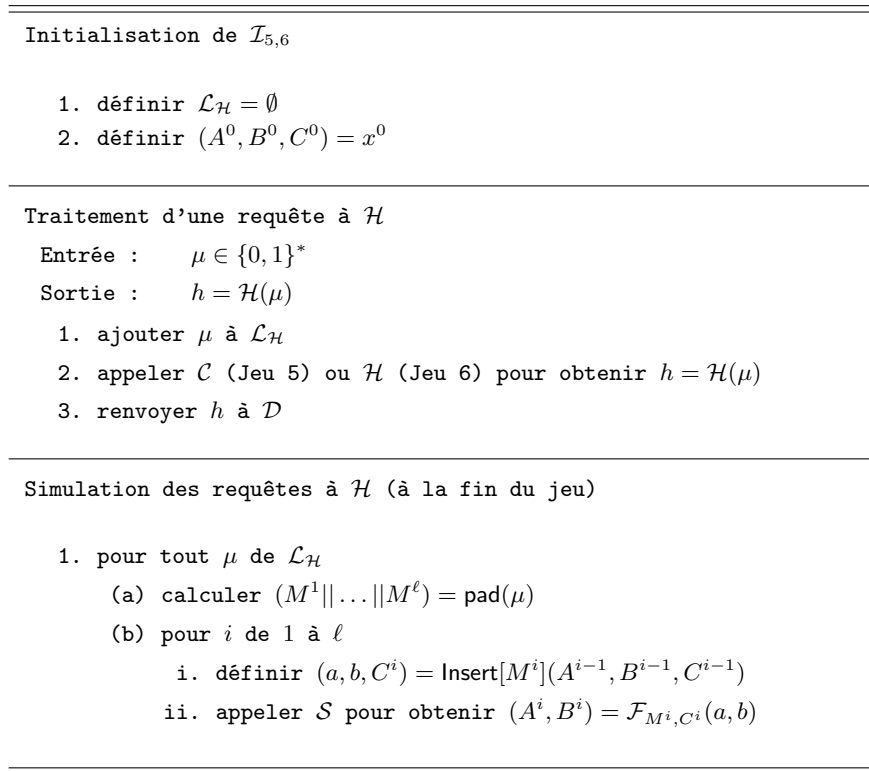 Initialisation de $\mathcal{I}_{5,6}$
1. définir $\mathcal{L}_{\mathcal{H}} = \emptyset$
2. définir $(A^0, B^0, C^0) = x^0$
Traitement d'une requête à $\mathcal{H}$
Entrée : $\mu \in \{0,1\}^*$
Sortie : $h = \mathcal{H}(\mu)$
1. ajouter $\mu$ à $\mathcal{L}_{\mathcal{H}}$
2. appeler $\mathcal{C}$ (Jeu 5) ou $\mathcal{H}$ (Jeu 6) pour obtenir $h = \mathcal{H}(\mu)$
3. renvoyer $h$ à $\mathcal{D}$
Simulation des requêtes à $\mathcal{H}$ (à la fin du jeu)
1. pour tout $\mu$ de $\mathcal{L}_{\mathcal{H}}$
(a) calculer $(M^1||\ldots||M^\ell) = \mathsf{pad}(\mu)$
(b) pour $i$ de $1$ à $\ell$
i. définir $(a, b, C^i) = \mathsf{Insert}[M^i](A^{i-1}, B^{i-1}, C^{i-1})$
ii. appeler $\mathcal{S}$ pour obtenir $(A^i, B^i) = \mathcal{F}_{M^i,C^i}(a, b)$